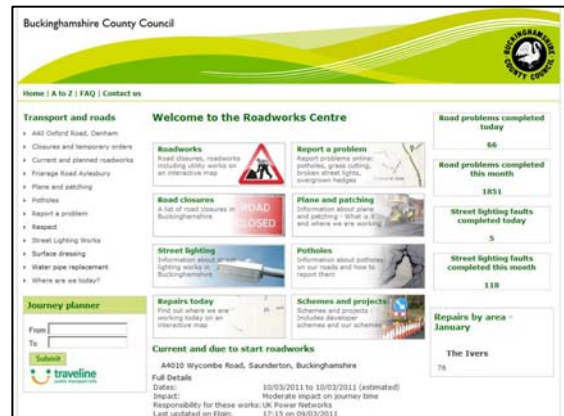 Buckinghamshire County Council
BUCKINGHAMSHIRE
COUNTY COUNCIL
Home | A to Z | FAQ | Contact us
Transport and roads
A40 Oxford Road, Denham
Closures and temporary orders
Current and planned roadworks
Friarage Road Aylesbury
Plane and patching
Potholes
Report a problem
Respect
Street Lighting Works
Surface dressing
Water pipe replacement
Where are we today?
Journey planner
From
To
Submit
traveline
public transport info
Welcome to the Roadworks Centre
Roadworks
Road closures, roadworks
including utility works on
an interactive map
Report a problem
Report problems online:
potholes, grass cutting,
broken street lights,
overgrown hedges
Road closures
A list of road closures in
Buckinghamshire
ROAD
CLOSED
Plane and patching
Information about plane
and patching - What is it
and where we are working
Street lighting
Information about street
lighting works in
Buckinghamshire
Potholes
Information about potholes
on our roads and how to
report them
Repairs today
Find out where we are
working today on an
interactive map
Schemes and projects
Schemes and projects -
Includes developer
schemes and our schemes
Current and due to start roadworks
A4010 Wycombe Road, Saunderton, Buckinghamshire
Full Details
Dates: 10/03/2011 to 10/03/2011 (estimated)
Impact: Moderate impact on journey time
Responsibility for these works: UK Power Networks
Last updated on Elgin: 17:15 on 09/03/2011
Road problems completed
today
66
Road problems completed
this month
1851
Street lighting faults
completed today
5
Street lighting faults
completed this month
118
Repairs by area -
January
The Ivers
76